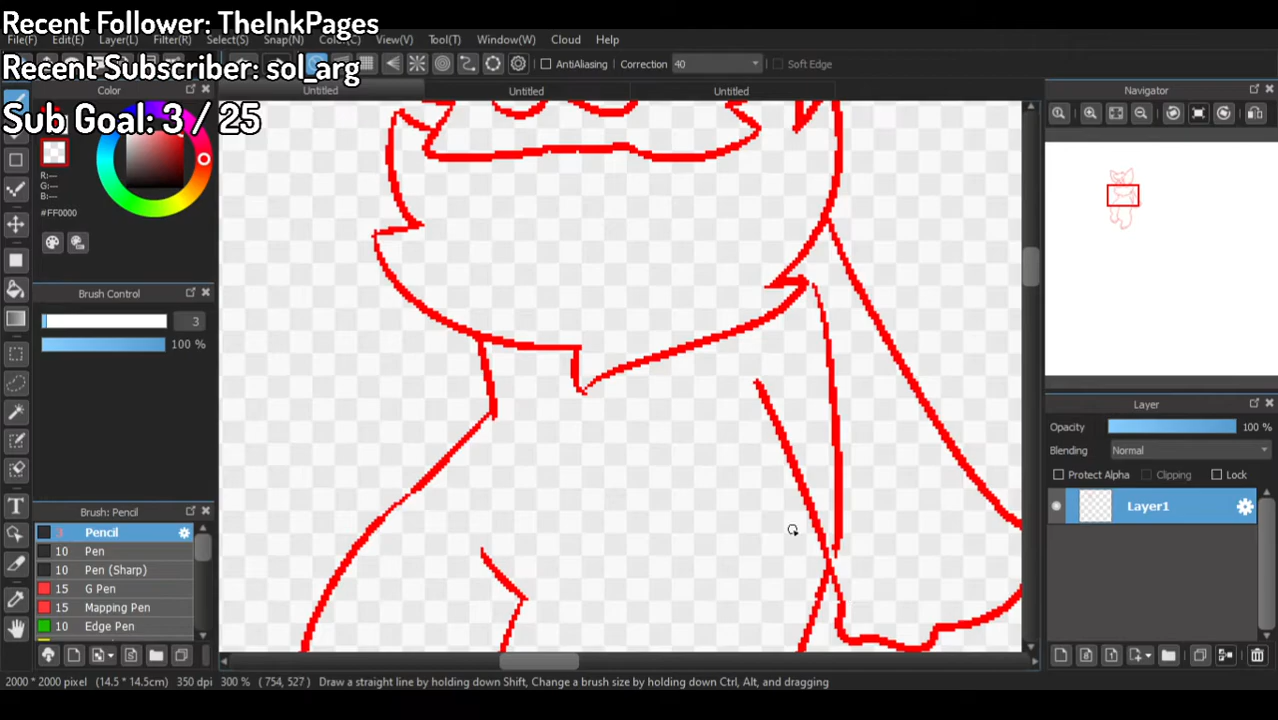 Recent Follower: TheInkPages
File(F) Edit(E) Layer(L) Filter(R) Select(S) Snap(N) Color(C) View(V) Tool(T) Window(W) Cloud Help
Recent Subscriber: sol_arg
AntiAliasing Correction 40 Soft Edge
Color
Untitled Untitled Untitled
Navigator
Sub Goal: 3 / 25
R:---
G:---
B:---
#FF0000
Brush Control
3
100 %
Layer
Opacity 100 %
Blending Normal
Protect Alpha Clipping Lock
Layer1
Brush: Pencil
3 Pencil
10 Pen
10 Pen (Sharp)
15 G Pen
15 Mapping Pen
10 Edge Pen
2000 * 2000 pixel (14.5 * 14.5cm) 350 dpi 300 % ( 754, 527 ) Draw a straight line by holding down Shift, Change a brush size by holding down Ctrl, Alt, and dragging